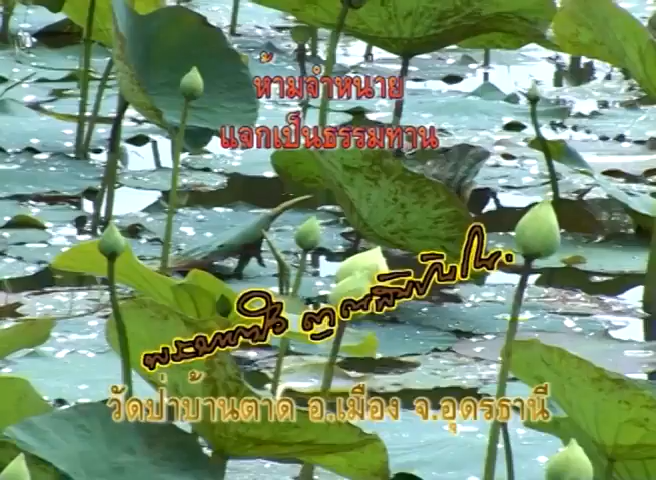 ห้ามจำหน่าย
แจกเป็นธรรมทาน
วัดป่าบ้านตาด อ.เมือง จ.อุดรธานี